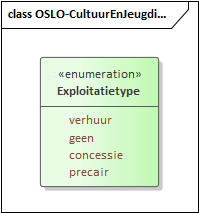 class OSLO-CultuurEnJeugdi...
«enumeration»
Exploitatietype
verhuur
geen
concessie
precair